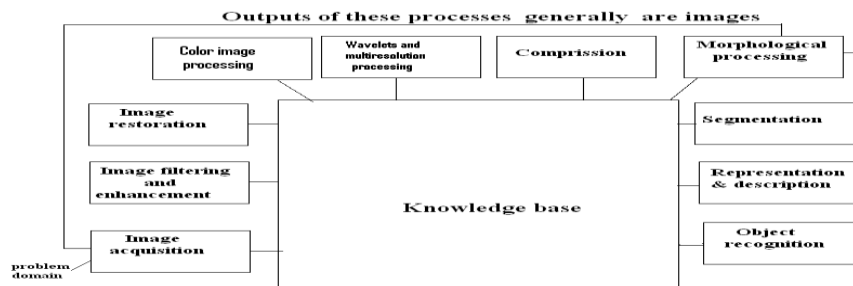 Outputs of these processes generally are images
Color image
processing
Wavelets and
multiresolution
processing
Comprission
Morphological
processing
Image
restoration
Segmentation
Image filtering
and
enhancement
Representation
& description
Knowledge base
Image
acquisition
Object
recognition
problem
domain